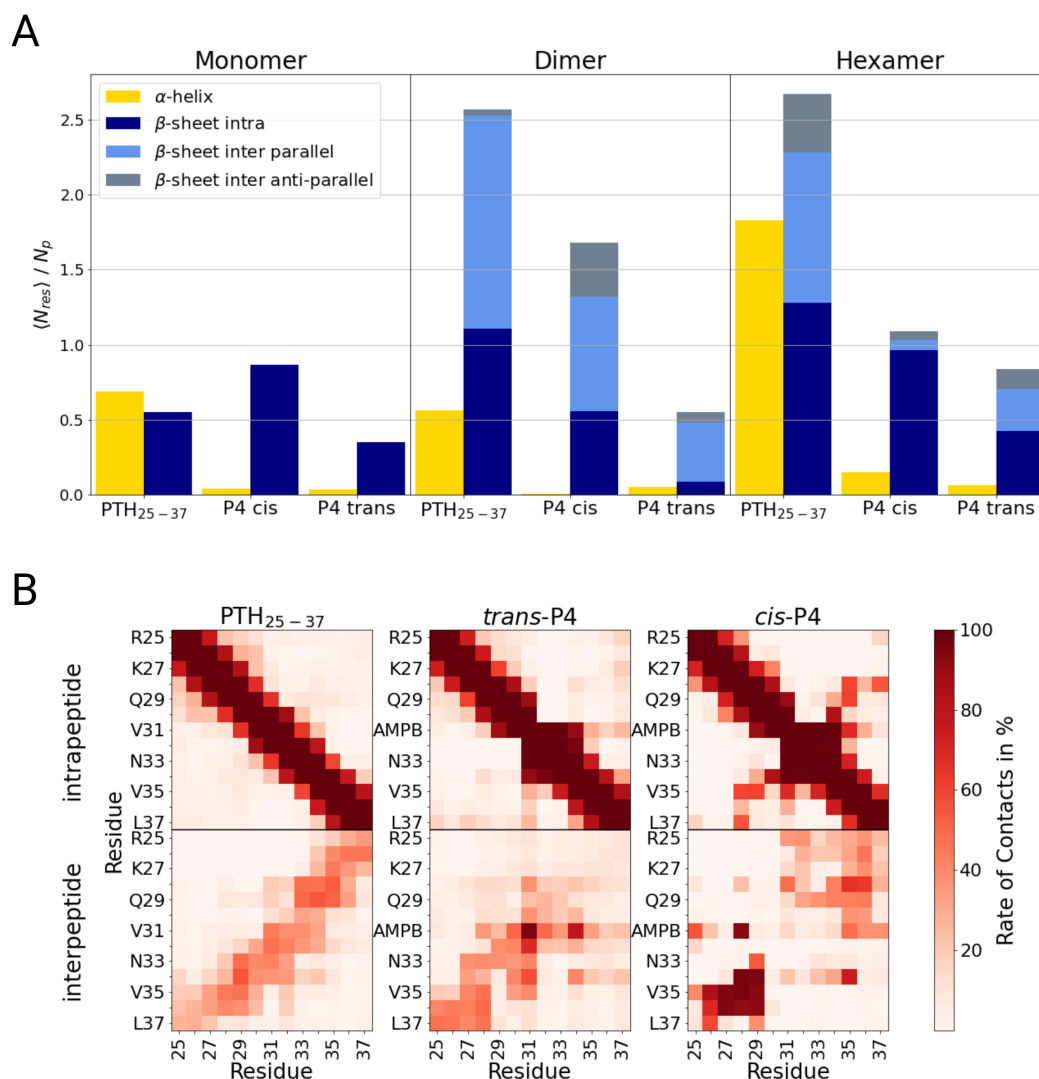 A
Monomer Dimer Hexamer
α-helix
β-sheet intra
β-sheet inter parallel
β-sheet inter anti-parallel
⟨N_res⟩ / N_p
2.5
2.0
1.5
1.0
0.5
0.0
PTH25 − 37 P4 cis P4 trans PTH25 − 37 P4 cis P4 trans PTH25 − 37 P4 cis P4 trans
B
PTH25 − 37 trans-P4 cis-P4
intrapeptide
interpeptide
Residue
R25
K27
Q29
V31
N33
V35
L37
R25
K27
Q29
V31
N33
V35
L37
R25
K27
Q29
AMPB
N33
V35
L37
R25
K27
Q29
AMPB
N33
V35
L37
R25
K27
Q29
AMPB
N33
V35
L37
R25
K27
Q29
AMPB
N33
V35
L37
25 27 29 31 33 35 37 25 27 29 31 33 35 37 25 27 29 31 33 35 37
Residue Residue Residue
100
80
60
40
20
Rate of Contacts in %